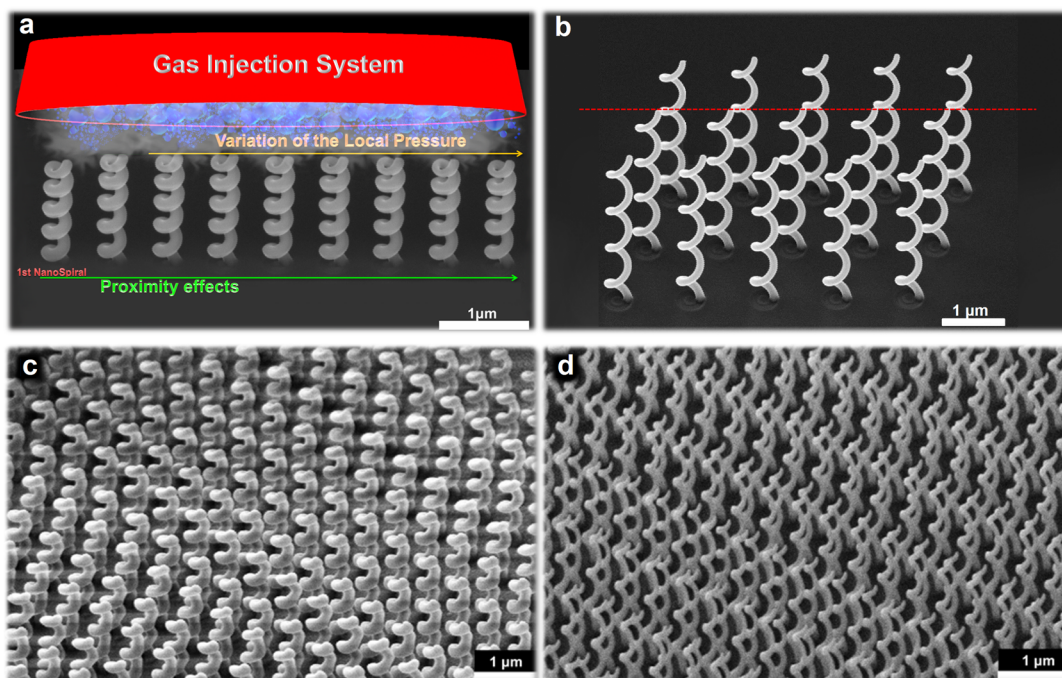 a
Gas Injection System
Variation of the Local Pressure
1st NanoSpiral
Proximity effects
1µm
b
1 µm
c
1 µm
d
1 µm